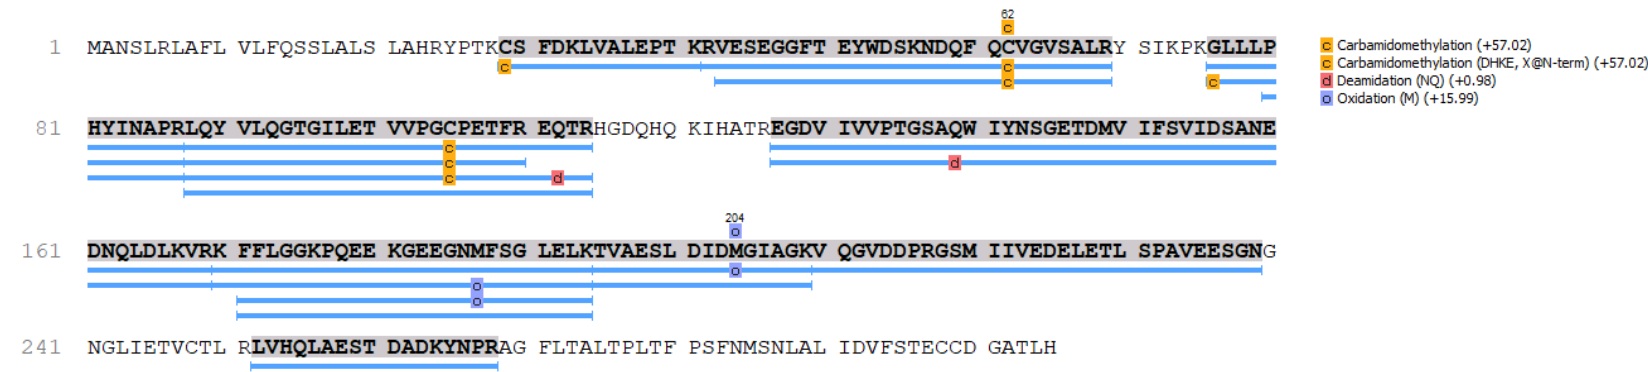 62
c
1 MANSLRLAFL VLFQSSLALS LAHRYPTKCS FDKLVALEPT KRVESEGGFT EYWDSKNDQF QCVGVSALRY SIKPKGLLLP
c c
c c
c Carbamidomethylation (+57.02)
c Carbamidomethylation (DHKE, X@N-term) (+57.02)
d Deamidation (NQ) (+0.98)
o Oxidation (M) (+15.99)
81 HYINAPRLQY VLQGTGILET VVPGCPETFR EQTRHGDQHQ KIHATREGDV IVVPTGSAQW IYNSGETDMV IFSVIDSANE
c
c d
c d
204
o
161 DNQLDLKVRK FFLGGKPQEE KGEEGNMFSG LELKTVAESL DIDMGIAGKV QGVDDPRGSM IIVEDELETL SPAVEESGNG
o
o
o
241 NGLIETVCTL RLVHQLAEST DADKYNPRAG FLTALTPLTF PSFNMSNLAL IDVFSTECCD GATLH